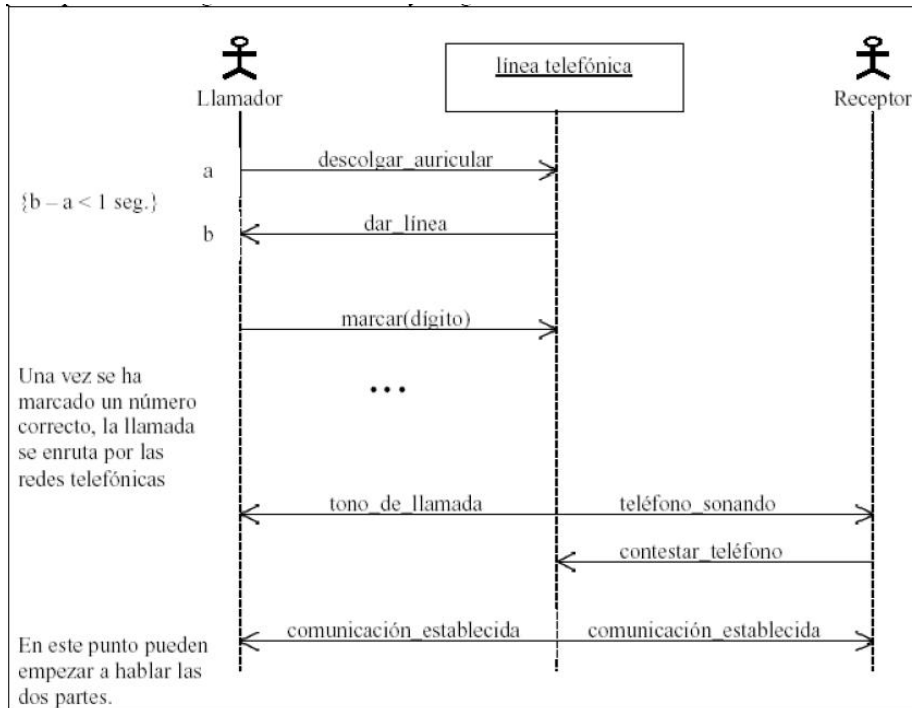 línea telefónica
Llamador
Receptor
a
descolgar_auricular
{b – a < 1 seg.}
b
dar_línea
marcar(dígito)
...
Una vez se ha
marcado un número
correcto, la llamada
se enruta por las
redes telefónicas
tono_de_llamada
teléfono_sonando
contestar_teléfono
comunicación_establecida
comunicación_establecida
En este punto pueden
empezar a hablar las
dos partes.